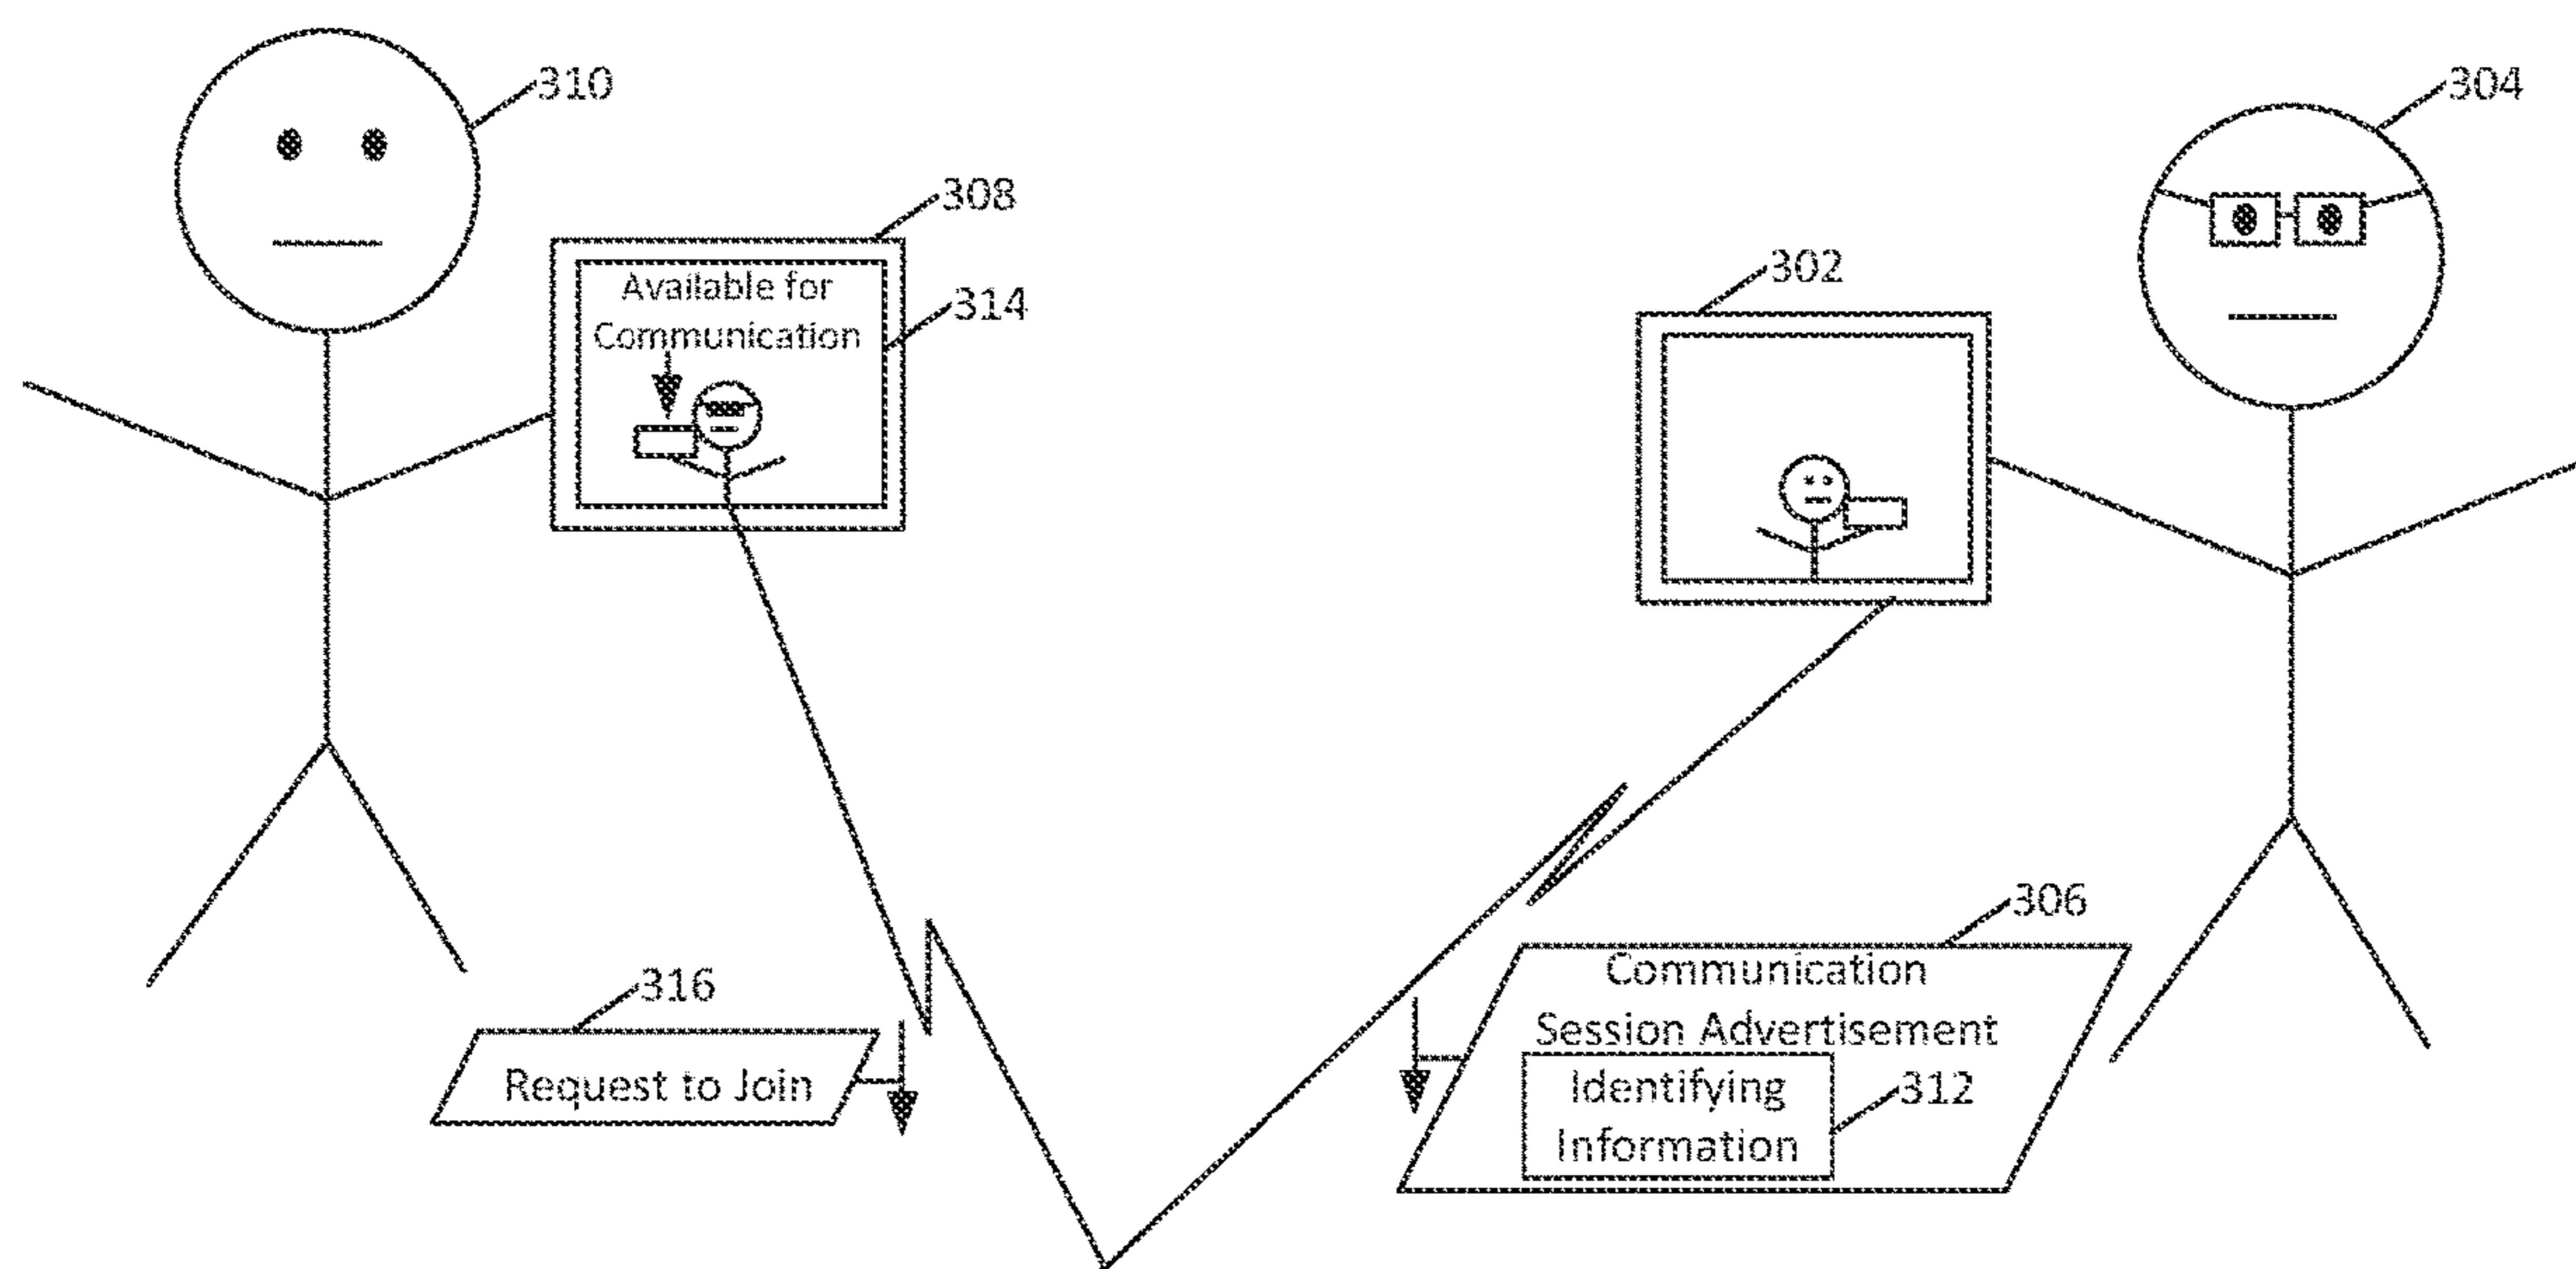 310
304
308
Available for
Communication
314
302
306
Communication
Session Advertisement
Identifying
Information
312
316
Request to Join